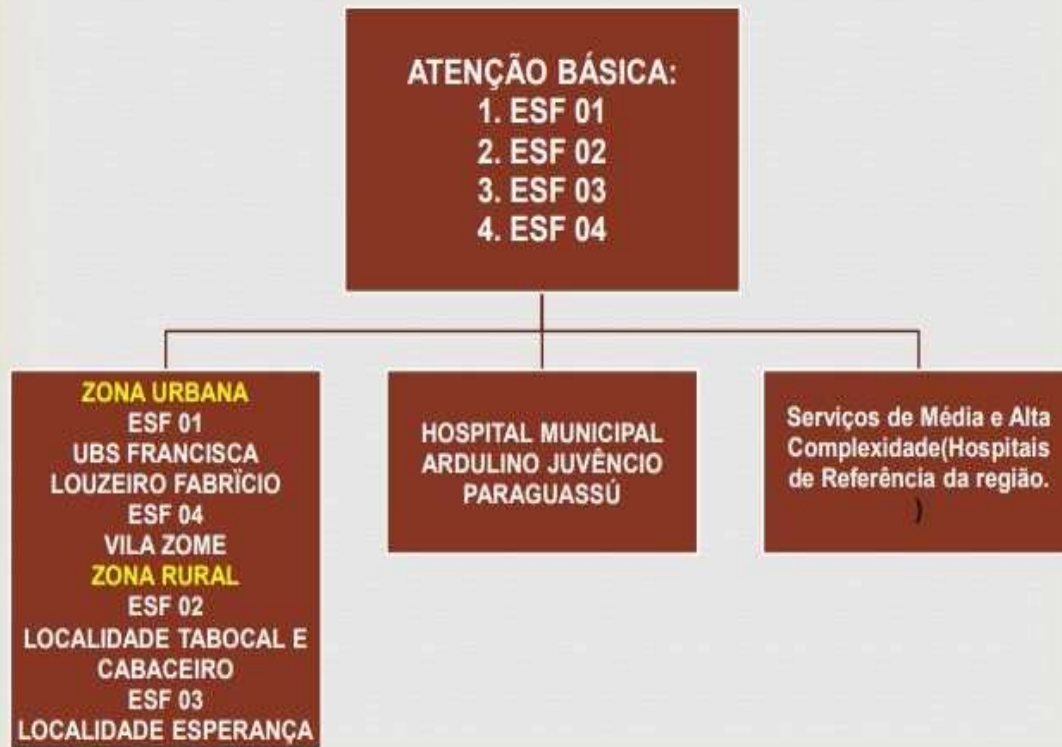 ATENÇÃO BÁSICA:
1. ESF 01
2. ESF 02
3. ESF 03
4. ESF 04
ZONA URBANA
ESF 01
UBS FRANCISCA
LOUZEIRO FABRÏCIO
ESF 04
VILA ZOME
ZONA RURAL
ESF 02
LOCALIDADE TABOCAL E
CABACEIRO
ESF 03
LOCALIDADE ESPERANÇA
HOSPITAL MUNICIPAL
ARDULINO JUVÊNCIO
PARAGUASSÚ
Serviços de Média e Alta
Complexidade(Hospitais
de Referência da região.
)